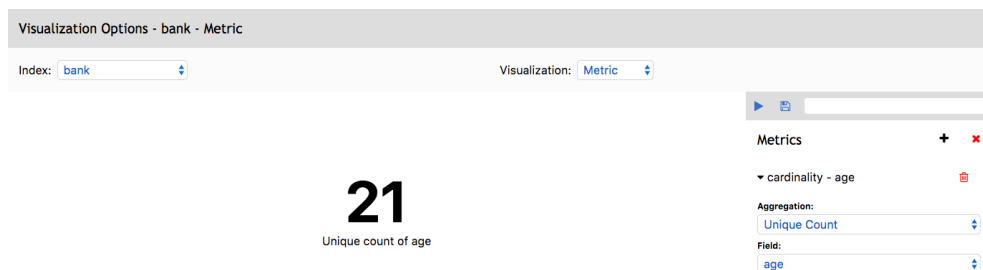 Visualization Options - bank - Metric
Index: bank Visualization: Metric
Metrics
cardinality - age
Aggregation:
Unique Count
Field:
age
21
Unique count of age